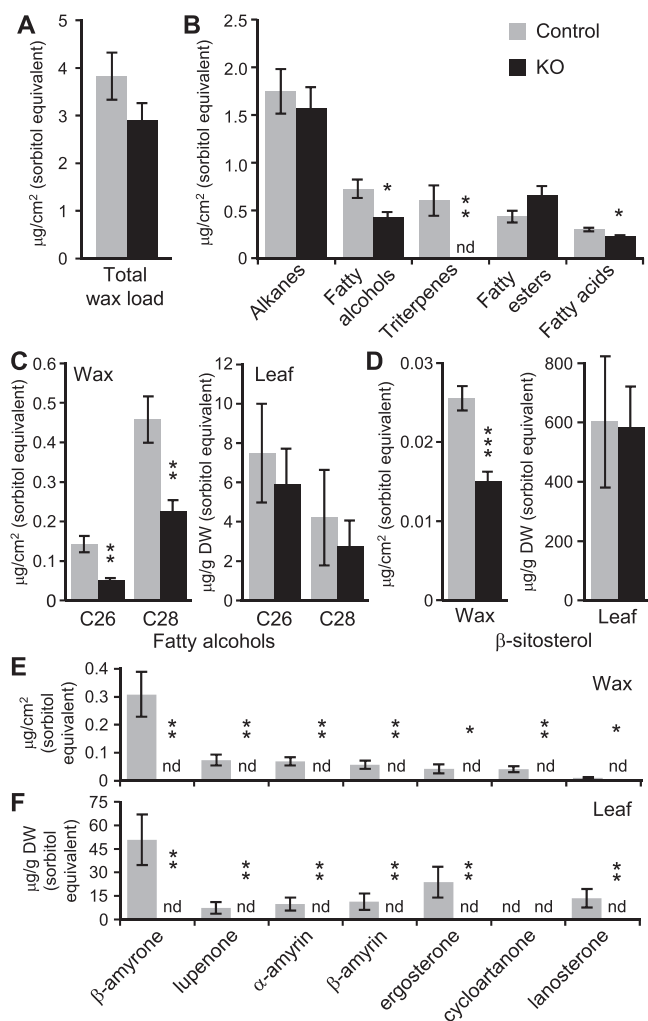 A
μg/cm² (sorbitol equivalent)
5
4
3
2
1
0
Total
wax load
B
μg/cm² (sorbitol equivalent)
2.5
2.0
1.5
1.0
0.5
0
Control
KO
*
**
nd
*
Alkanes
Fatty
alcohols
Triterpenes
Fatty
esters
Fatty acids
C
Wax
μg/cm² (sorbitol equivalent)
0.6
0.5
0.4
0.3
0.2
0.1
0
**
**
C26
C28
Leaf
μg/g DW (sorbitol equivalent)
12
10
8
6
4
2
0
C26
C28
Fatty alcohols
D
μg/cm² (sorbitol equivalent)
0.03
0.02
0.01
0
***
Wax
μg/g DW (sorbitol equivalent)
800
600
400
200
0
Leaf
β-sitosterol
E
μg/cm²
(sorbitol
equivalent)
0.4
0.3
0.2
0.1
0
Wax
** ** ** ** * ** *
nd nd nd nd nd nd nd
F
μg/g DW
(sorbitol
equivalent)
75
60
45
30
15
0
Leaf
** ** ** ** ** **
nd nd nd nd nd nd nd nd
β-amyrone
lupenone
α-amyrin
β-amyrin
ergosterone
cycloartanone
lanosterone